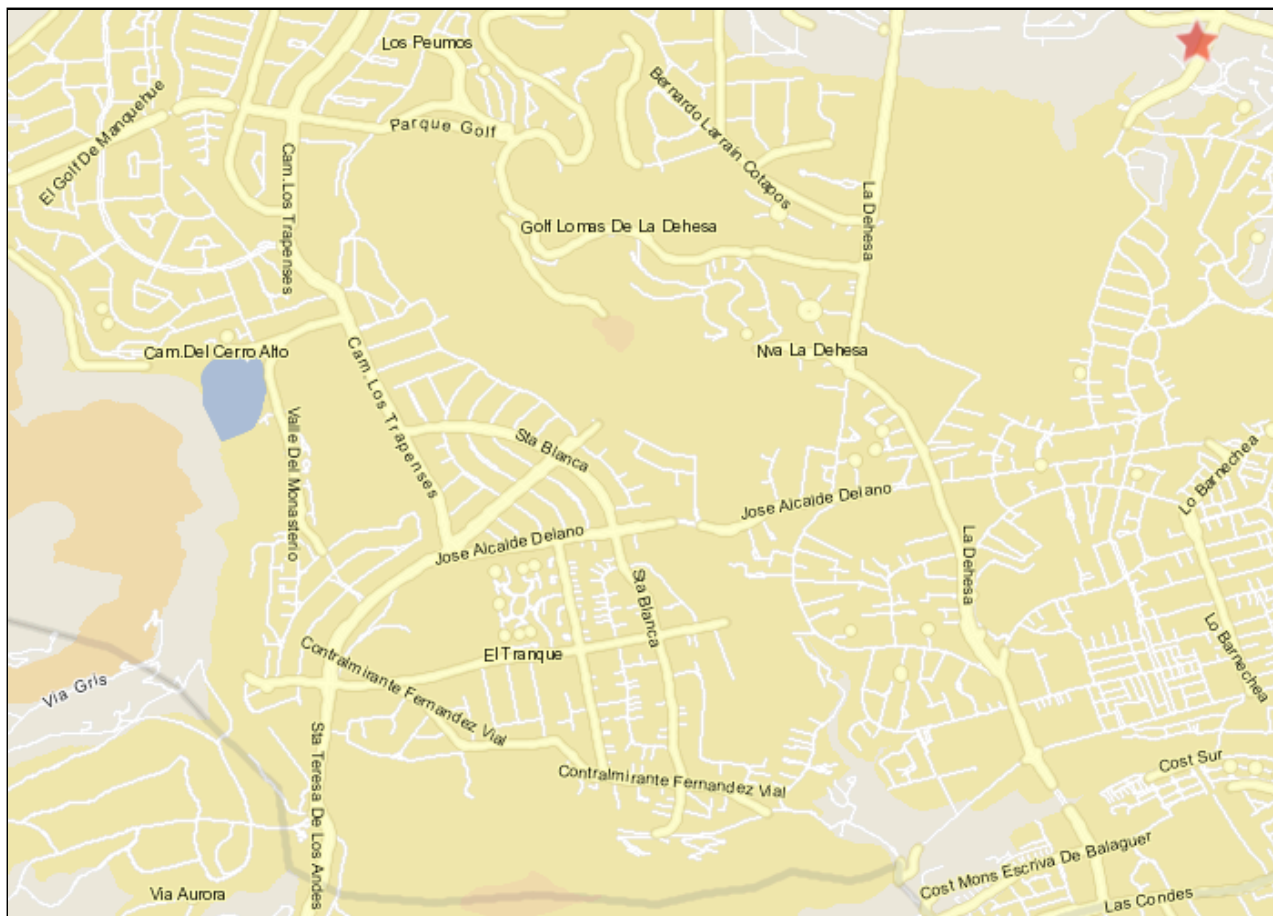 Los Peumos
El Golf De Manquehue
Parque Golf
Bernardo Larrain Cotapos
Cam. Los Trapenses
La Dehesa
Golf Lomas De La Dehesa
Cam.Del Cerro Alto
Nva La Dehesa
Cam. Los Trapenses
Valle Del Monasterio
Sta Blanca
Lo Barnechea
Jose Alcalde Delano
Jose Alcalde Delano
La Dehesa
Sta Blanca
Lo Barnechea
El Tranque
Contralmirante Fernandez Vial
Via Gris
Sta Teresa De Los Andes
Contralmirante Fernandez Vial
Cost Sur
Cost Mons Escriva De Balaguer
Via Aurora
Las Condes